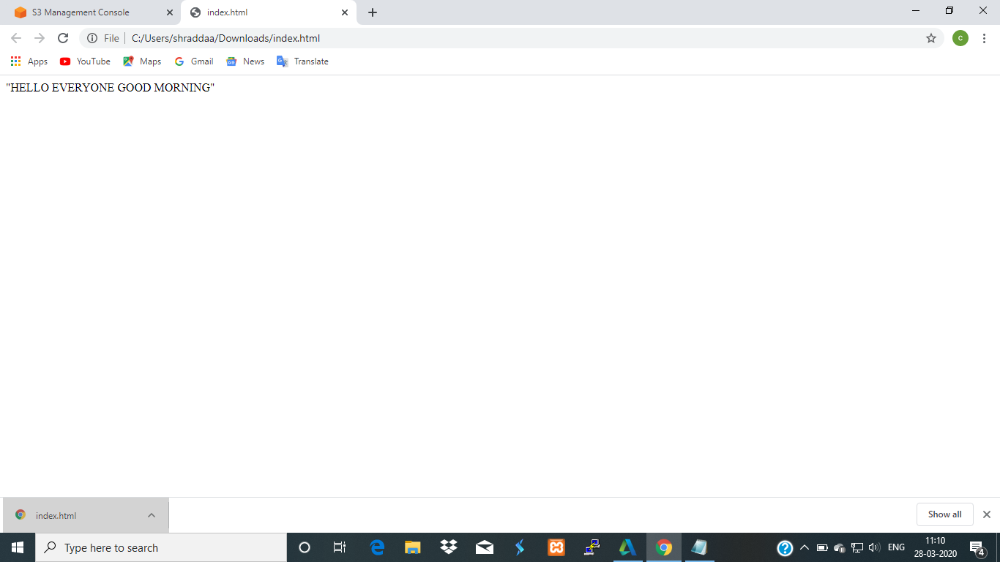 S3 Management Console
index.html
File
C:/Users/shraddaa/Downloads/index.html
c
Apps
YouTube
Maps
Gmail
News
Translate
"HELLO EVERYONE GOOD MORNING"
index.html
Show all
Type here to search
ENG
11:10
28-03-2020
4